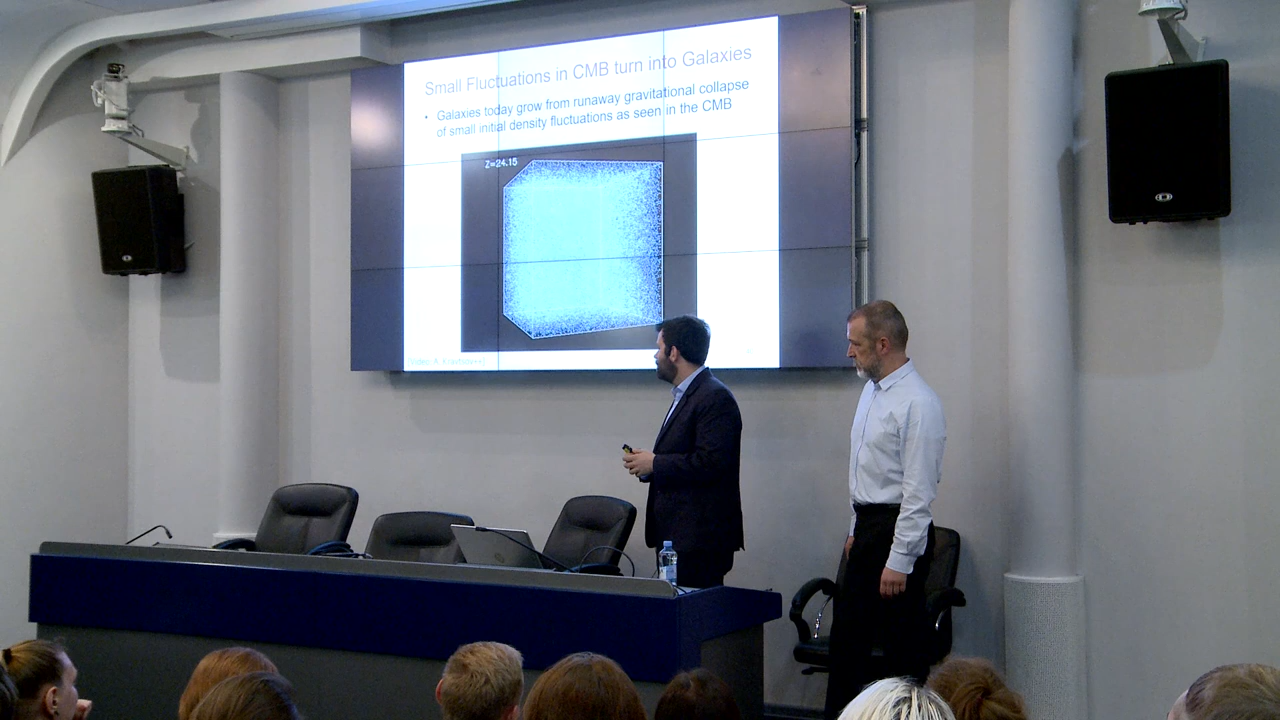 Small Fluctuations in CMB turn into Galaxies
• Galaxies today grow from runaway gravitational collapse
of small initial density fluctuations as seen in the CMB
Z=24.15